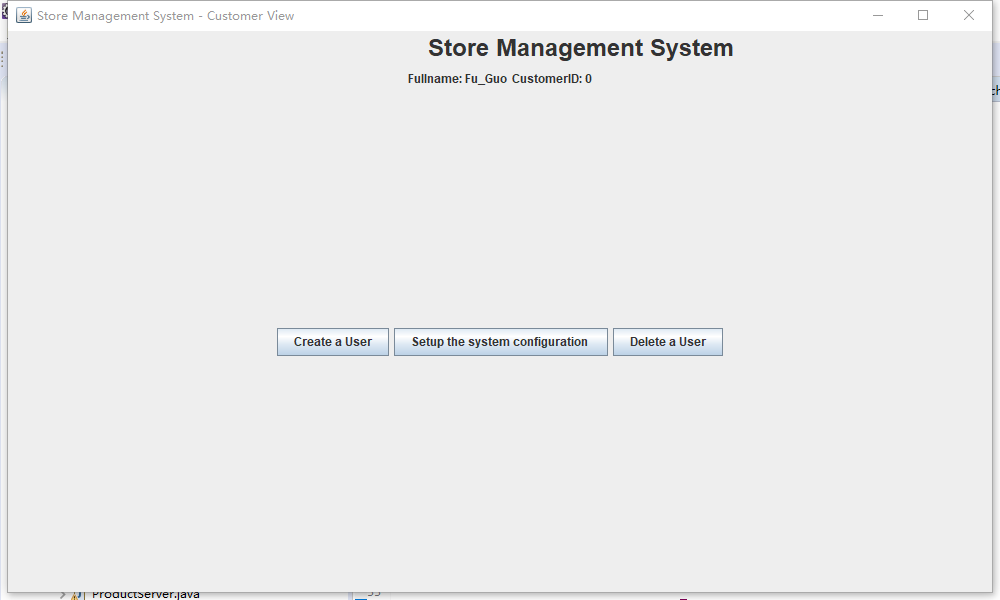 Store Management System - Customer View
Store Management System
Fullname: Fu_Guo CustomerID: 0
Create a User
Setup the system configuration
Delete a User
ProductServer.java